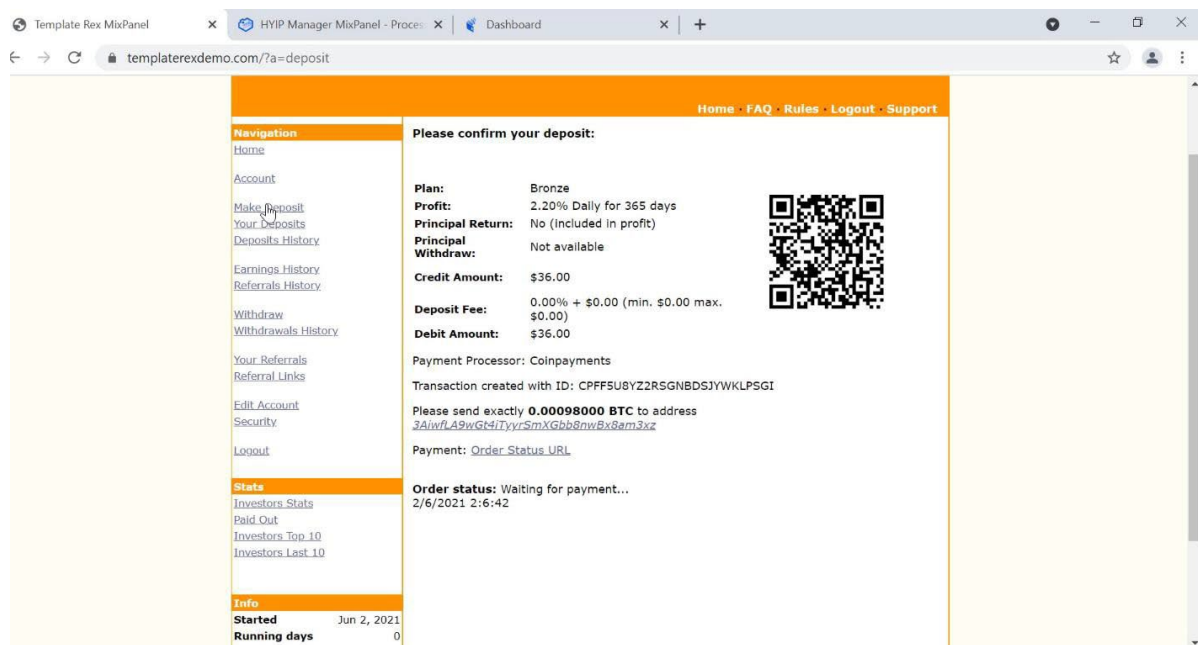 Template Rex MixPanel
HYIP Manager MixPanel - Proces
Dashboard
templaterexdemo.com/?a=deposit
Home · FAQ · Rules · Logout · Support
Navigation
Home
Account
Make Deposit
Your Deposits
Deposits History
Earnings History
Referrals History
Withdraw
Withdrawals History
Your Referrals
Referral Links
Edit Account
Security
Logout
Stats
Investors Stats
Paid Out
Investors Top 10
Investors Last 10
Info
Started Jun 2, 2021
Running days 0
Please confirm your deposit:
Plan: Bronze
Profit: 2.20% Daily for 365 days
Principal Return: No (included in profit)
Principal Withdraw: Not available
Credit Amount: $36.00
Deposit Fee: 0.00% + $0.00 (min. $0.00 max.
$0.00)
Debit Amount: $36.00
Payment Processor: Coinpayments
Transaction created with ID: CPFF5U8YZ2RSGNBDSJYWKLPSGI
Please send exactly 0.00098000 BTC to address
3AiwfLA9wGt4iTyyrSmXGbb8nwBx8am3xz
Payment: Order Status URL
Order status: Waiting for payment...
2/6/2021 2:6:42